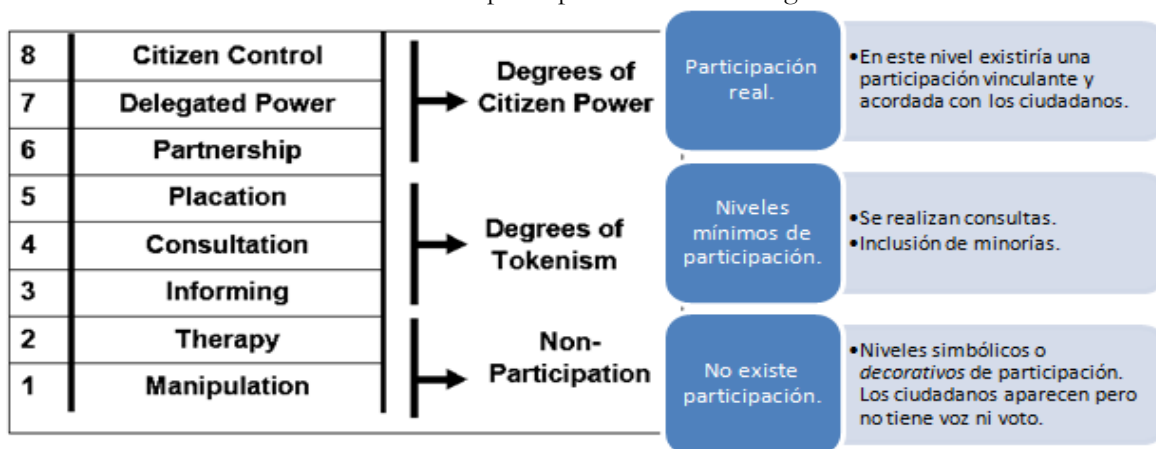 8 Citizen Control
7 Delegated Power
6 Partnership
5 Placation
4 Consultation
3 Informing
2 Therapy
1 Manipulation
Degrees of
Citizen Power
Degrees of
Tokenism
Non-
Participation
Participación
real.
•En este nivel existiría una
participación vinculante y
acordada con los ciudadanos.
Niveles
mínimos de
participación.
•Se realizan consultas.
•Inclusión de minorías.
No existe
participación.
•Niveles simbólicos o
decorativos de participación.
Los ciudadanos aparecen pero
no tiene voz ni voto.